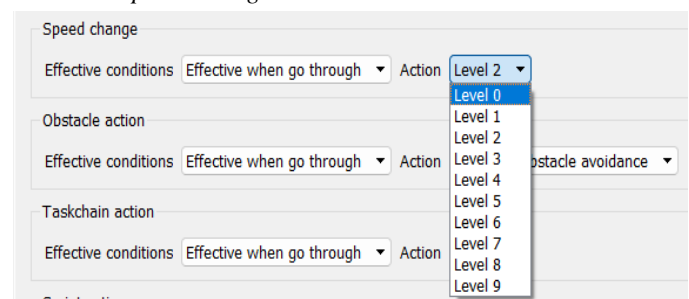 Speed change
Effective conditions Effective when go through Action Level 2
Level 0
Level 1
Obstacle action
Level 2
Effective conditions Effective when go through Action Level 3 bstacle avoidance
Level 4
Level 5
Taskchain action
Level 6
Effective conditions Effective when go through Action Level 7
Level 8
Level 9